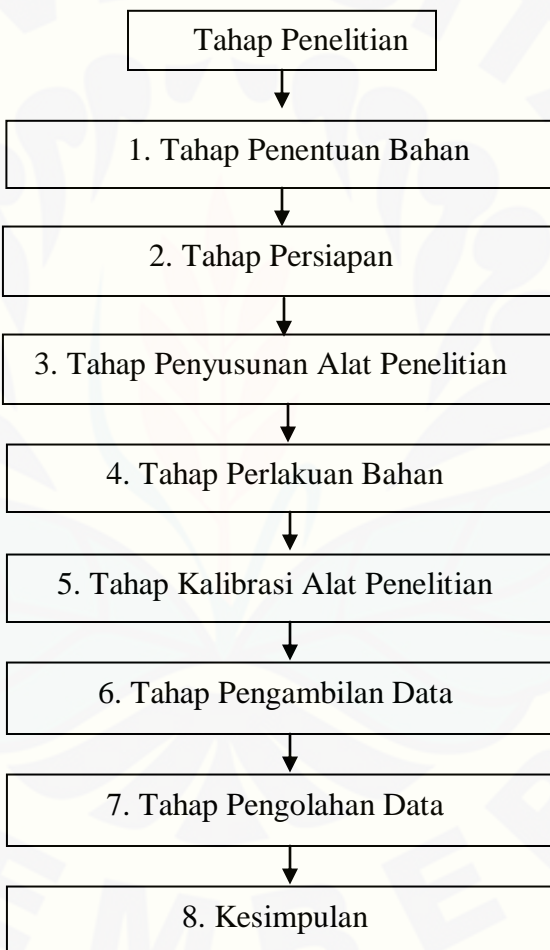 Tahap Penelitian
1. Tahap Penentuan Bahan
2. Tahap Persiapan
3. Tahap Penyusunan Alat Penelitian
4. Tahap Perlakuan Bahan
5. Tahap Kalibrasi Alat Penelitian
6. Tahap Pengambilan Data
7. Tahap Pengolahan Data
8. Kesimpulan